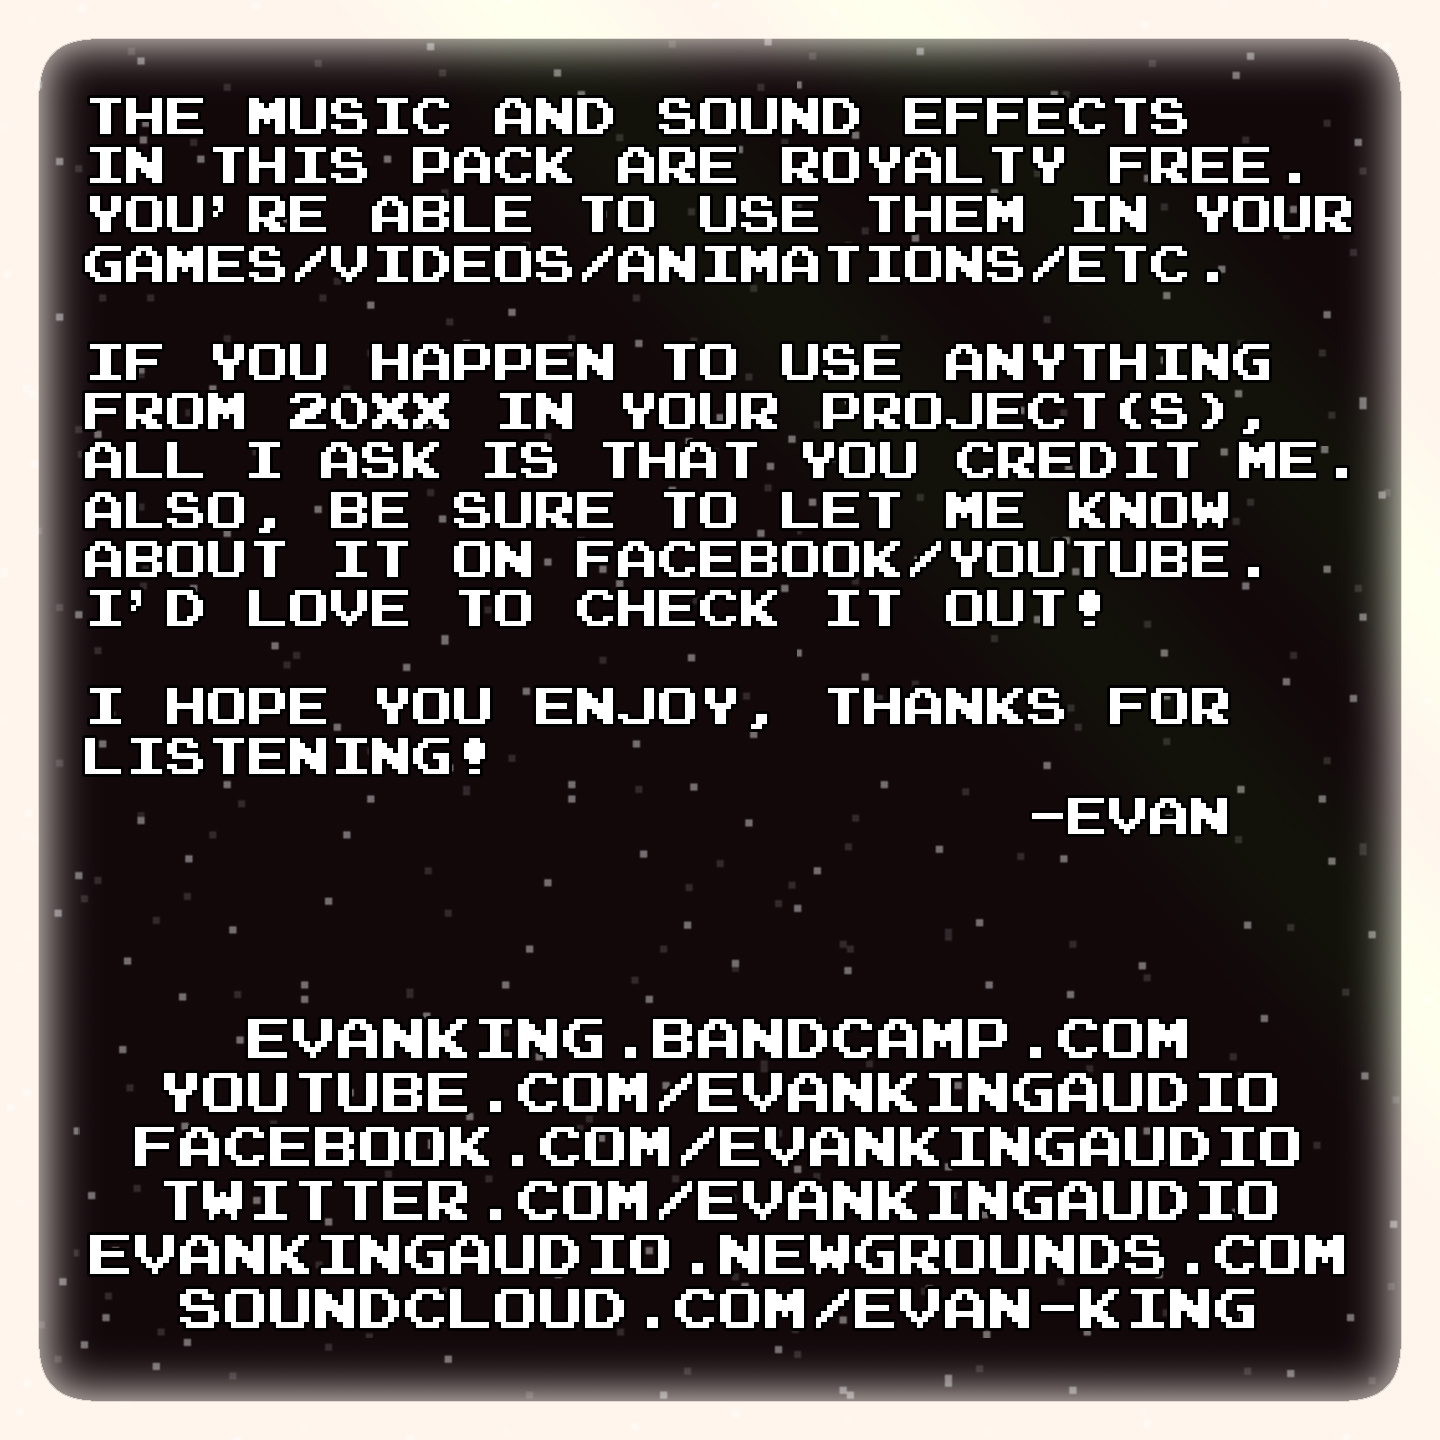 THE MUSIC AND SOUND EFFECTS
IN THIS PACK ARE ROYALTY FREE.
YOU'RE ABLE TO USE THEM IN YOUR
GAMES/VIDEOS/ANIMATIONS/ETC.
IF YOU HAPPEN TO USE ANYTHING
FROM 20XX IN YOUR PROJECT(S),
ALL I ASK IS THAT YOU CREDIT ME.
ALSO, BE SURE TO LET ME KNOW
ABOUT IT ON FACEBOOK/YOUTUBE.
I'D LOVE TO CHECK IT OUT!
I HOPE YOU ENJOY, THANKS FOR
LISTENING!
-EVAN
EVANKING.BANDCAMP.COM
YOUTUBE.COM/EVANKINGAUDIO
FACEBOOK.COM/EVANKINGAUDIO
TWITTER.COM/EVANKINGAUDIO
EVANKINGAUDIO.NEWGROUNDS.COM
SOUNDCLOUD.COM/EVAN-KING